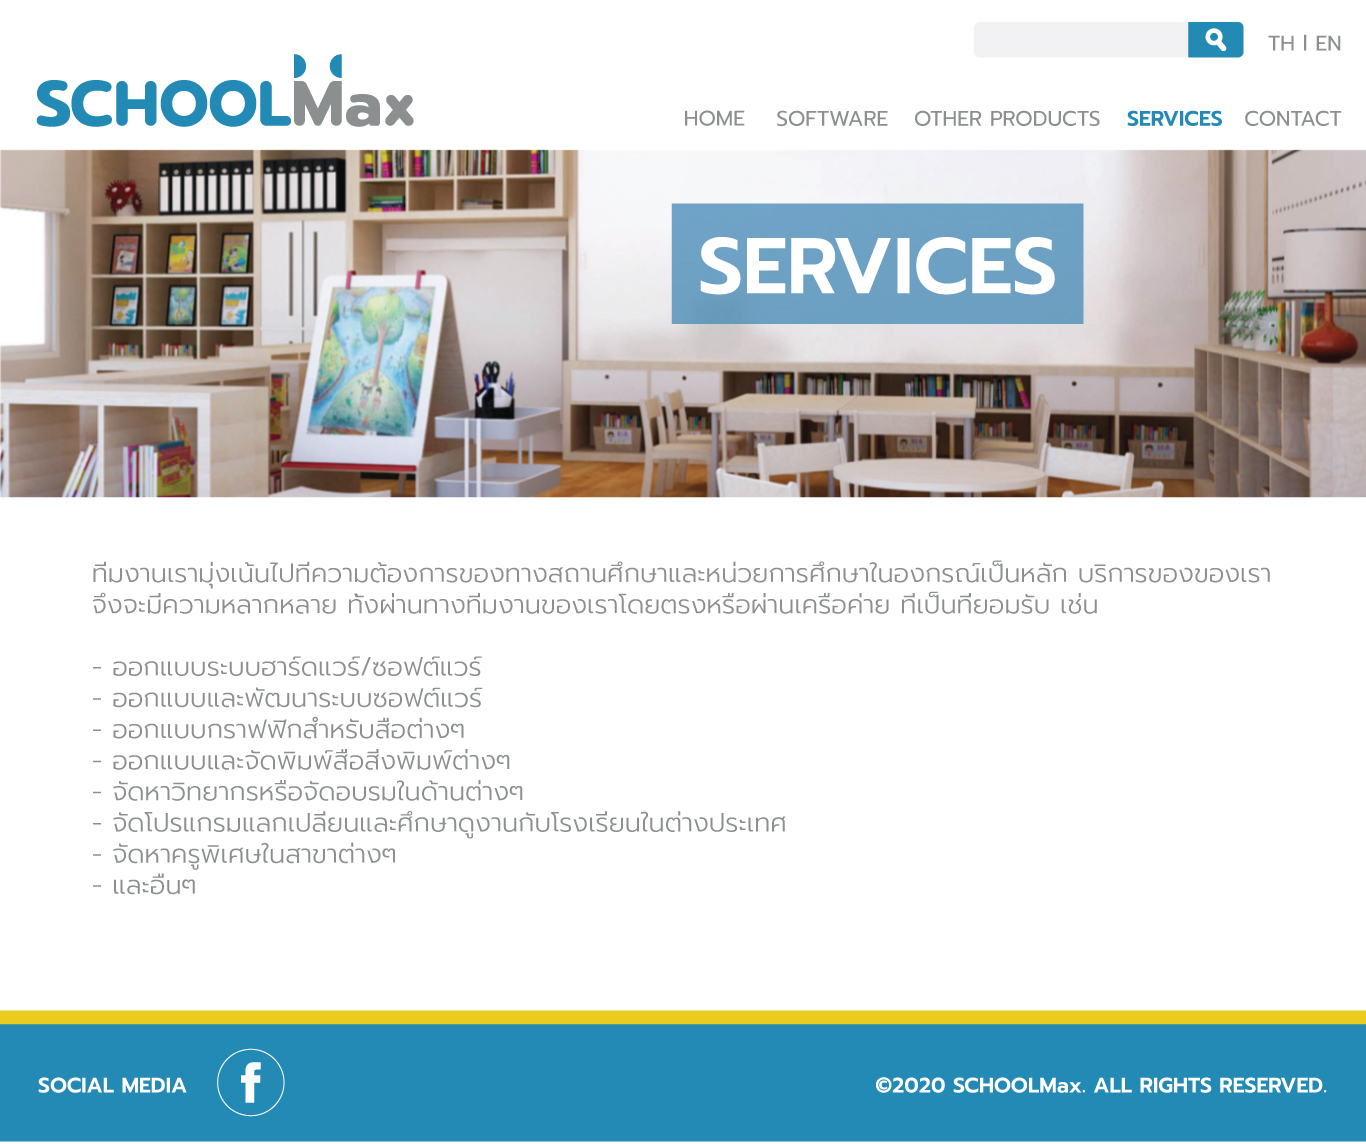 TH | EN
SCHOOLMax
HOME SOFTWARE OTHER PRODUCTS SERVICES CONTACT
SERVICES
ทีมงานเรามุ่งเน้นไปที่ความต้องการของทางสถานศึกษาและหน่วยการศึกษาในองกรณ์เป็นหลัก บริการของของเรา
จึงจะมีความหลากหลาย ทั้งผ่านทางทีมงานของเราโดยตรงหรือผ่านเครือค่าย ที่เป็นที่ยอมรับ เช่น
- ออกแบบระบบฮาร์ดแวร์/ซอฟต์แวร์
- ออกแบบและพัฒนาระบบซอฟต์แวร์
- ออกแบบกราฟฟิกสำหรับสื่อต่างๆ
- ออกแบบและจัดพิมพ์สื่อสิ่งพิมพ์ต่างๆ
- จัดหาวิทยากรหรือจัดอบรมในด้านต่างๆ
- จัดโปรแกรมแลกเปลี่ยนและศึกษาดูงานกับโรงเรียนในต่างประเทศ
- จัดหาครูพิเศษในสาขาต่างๆ
- และอื่นๆ
SOCIAL MEDIA f ©2020 SCHOOLMax. ALL RIGHTS RESERVED.